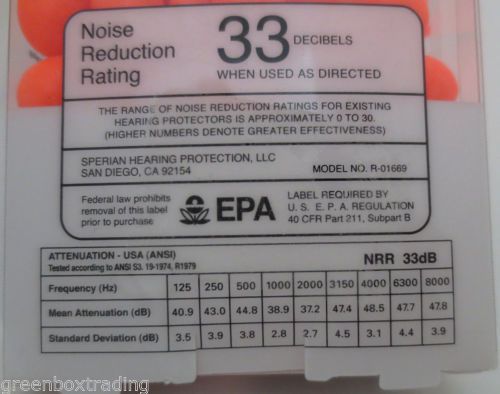 Noise
Reduction
Rating
33 DECIBELS
WHEN USED AS DIRECTED
THE RANGE OF NOISE REDUCTION RATINGS FOR EXISTING
HEARING PROTECTORS IS APPROXIMATELY 0 TO 30.
(HIGHER NUMBERS DENOTE GREATER EFFECTIVENESS)
SPERIAN HEARING PROTECTION, LLC
SAN DIEGO, CA 92154
MODEL NO. R-01669
Federal law prohibits
removal of this label
prior to purchase
EPA
LABEL REQUIRED BY
U. S. E. P. A. REGULATION
40 CFR Part 211, Subpart B
ATTENUATION - USA (ANSI)
Tested according to ANSI S3. 19-1974, R1979
NRR 33dB
Frequency (Hz) 125 250 500 1000 2000 3150 4000 6300 8000
Mean Attenuation (dB) 40.9 43.0 44.8 38.9 37.2 47.4 48.5 47.7 47.8
Standard Deviation (dB) 3.5 3.9 3.8 2.8 2.7 4.5 3.1 4.4 3.9
greenboxtrading